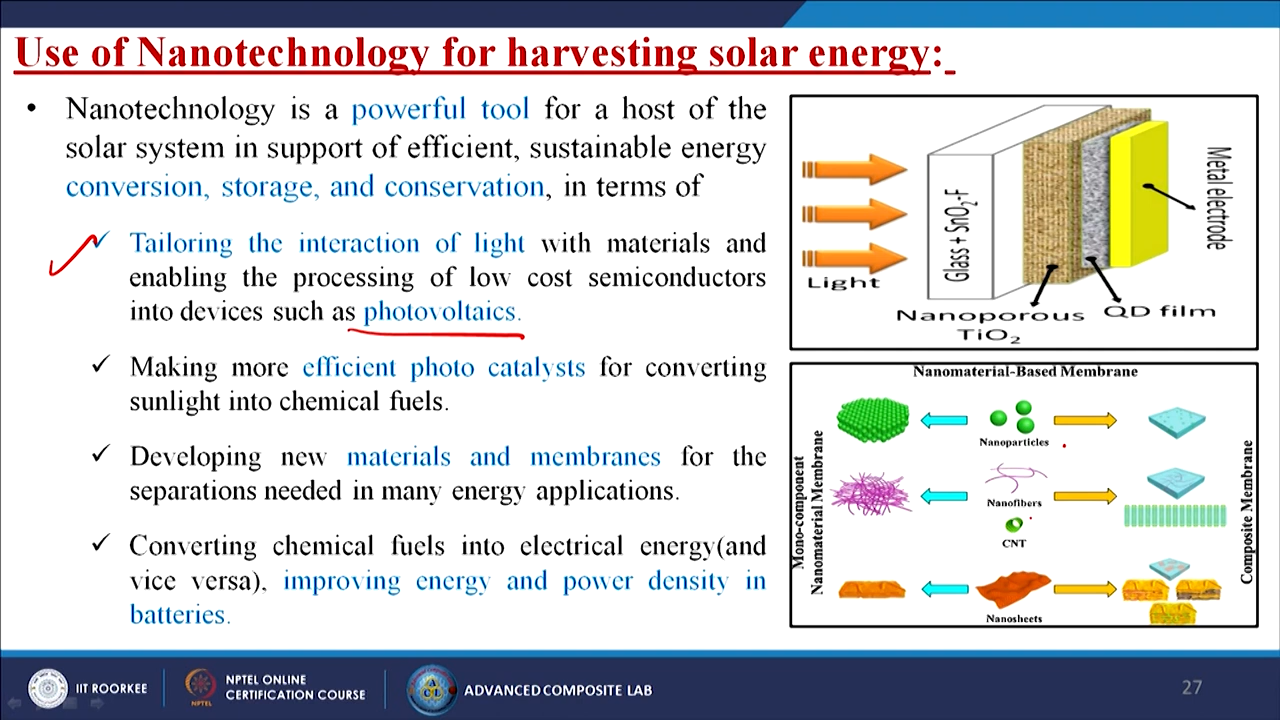 Use of Nanotechnology for harvesting solar energy:
• Nanotechnology is a powerful tool for a host of the
solar system in support of efficient, sustainable energy
conversion, storage, and conservation, in terms of
✓ Tailoring the interaction of light with materials and
enabling the processing of low cost semiconductors
into devices such as photovoltaics.
✓ Making more efficient photo catalysts for converting
sunlight into chemical fuels.
✓ Developing new materials and membranes for the
separations needed in many energy applications.
✓ Converting chemical fuels into electrical energy(and
vice versa), improving energy and power density in
batteries.
Light
Glass + SnO₂-F
Metal electrode
Nanoporous
TiO₂
QD film
Nanomaterial-Based Membrane
Mono-component
Nanomaterial Membrane
Nanoparticles
Nanofibers
CNT
Nanosheets
Composite Membrane
IIT ROORKEE
NPTEL
NPTEL ONLINE
CERTIFICATION COURSE
ACL
ADVANCED COMPOSITE LAB
27